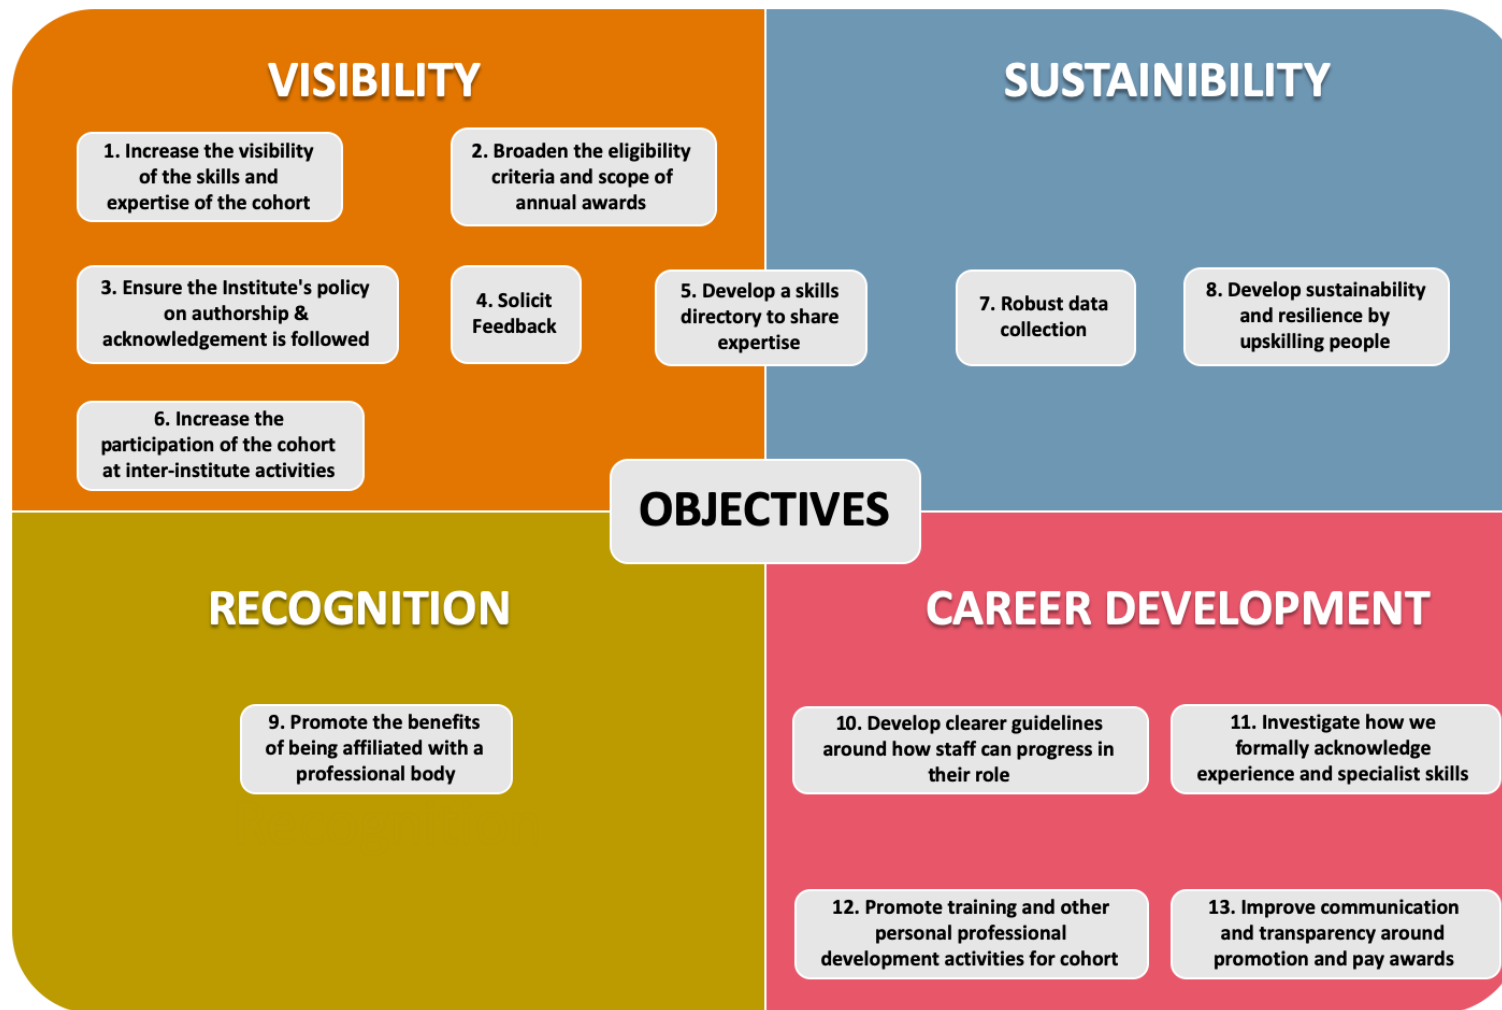 VISIBILITY
1. Increase the visibility
of the skills and
expertise of the cohort
2. Broaden the eligibility
criteria and scope of
annual awards
3. Ensure the Institute's policy
on authorship &
acknowledgement is followed
4. Solicit
Feedback
5. Develop a skills
directory to share
expertise
6. Increase the
participation of the cohort
at inter-institute activities
SUSTAINIBILITY
7. Robust data
collection
8. Develop sustainability
and resilience by
upskilling people
OBJECTIVES
RECOGNITION
9. Promote the benefits
of being affiliated with a
professional body
CAREER DEVELOPMENT
10. Develop clearer guidelines
around how staff can progress in
their role
11. Investigate how we
formally acknowledge
experience and specialist skills
12. Promote training and other
personal professional
development activities for cohort
13. Improve communication
and transparency around
promotion and pay awards